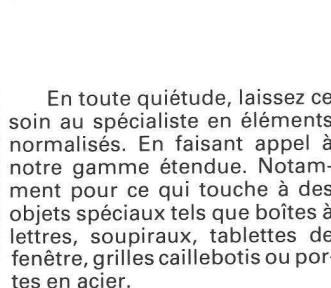 En toute quiétude, laissez ce
soin au spécialiste en éléments
normalisés. En faisant appel à
notre gamme étendue. Notam-
ment pour ce qui touche à des
objets spéciaux tels que boîtes à
lettres, soupiraux, tablettes de
fenêtre, grilles caillebotis ou por-
tes en acier.